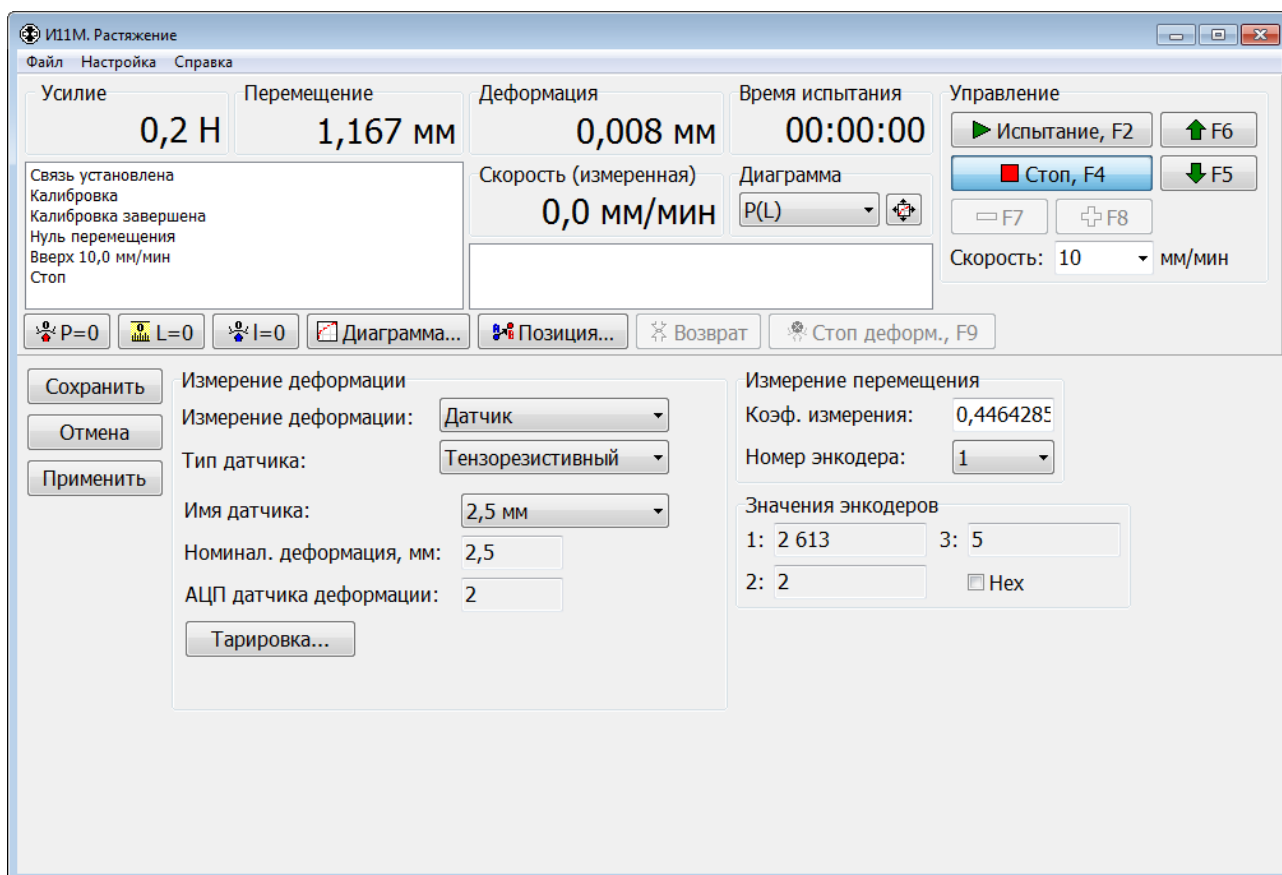 И11М. Растяжение
Файл Настройка Справка
Усилие
0,2 Н
Перемещение
1,167 мм
Деформация
0,008 мм
Время испытания
00:00:00
Управление
Испытание, F2
F6
Стоп, F4
F5
F7
F8
Скорость: 10 мм/мин
Связь установлена
Калибровка
Калибровка завершена
Нуль перемещения
Вверх 10,0 мм/мин
Стоп
Скорость (измеренная)
0,0 мм/мин
Диаграмма
P(L)
P=0
L=0
l=0
Диаграмма...
Позиция...
Возврат
Стоп деформ., F9
Сохранить
Отмена
Применить
Измерение деформации
Измерение деформации: Датчик
Тип датчика: Тензорезистивный
Имя датчика: 2,5 мм
Номинал. деформация, мм: 2,5
АЦП датчика деформации: 2
Тарировка...
Измерение перемещения
Коэф. измерения: 0,4464285
Номер энкодера: 1
Значения энкодеров
1: 2 613
3: 5
2: 2
Hex